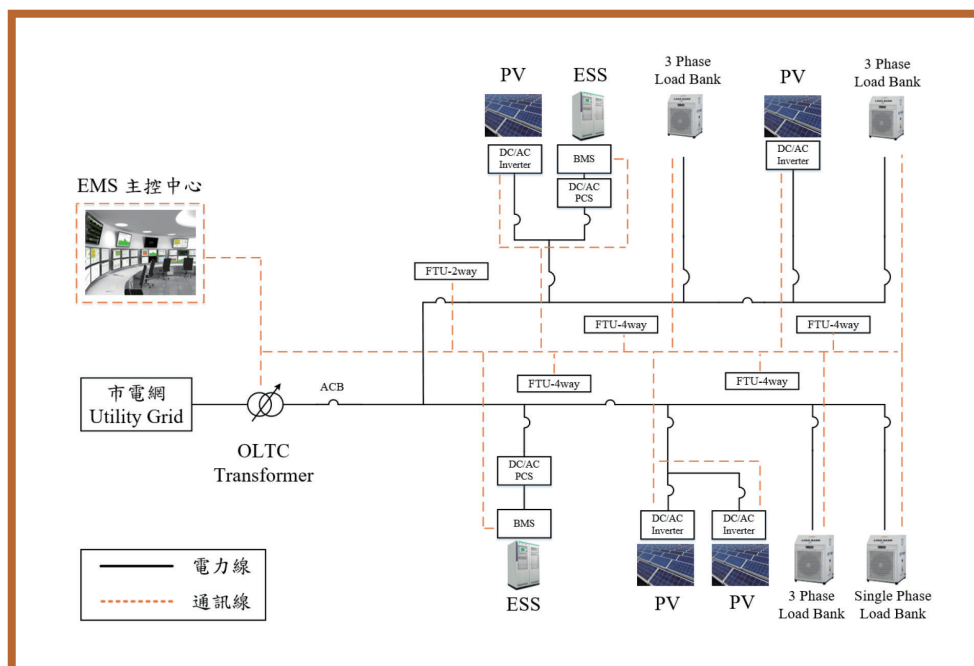 PV
ESS
3 Phase
Load Bank
PV
3 Phase
Load Bank
DC/AC
Inverter
BMS
DC/AC
PCS
DC/AC
Inverter
EMS 主控中心
FTU-2way
FTU-4way
FTU-4way
FTU-4way
FTU-4way
市電網
Utility Grid
ACB
OLTC
Transformer
DC/AC
PCS
BMS
ESS
DC/AC
Inverter
DC/AC
Inverter
PV
PV
3 Phase
Load Bank
Single Phase
Load Bank
電力線
通訊線